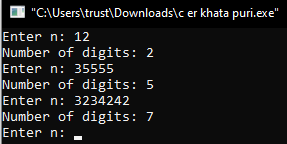 "C:\Users\trust\Downloads\c er khata puri.exe"
Enter n: 12
Number of digits: 2
Enter n: 35555
Number of digits: 5
Enter n: 3234242
Number of digits: 7
Enter n: